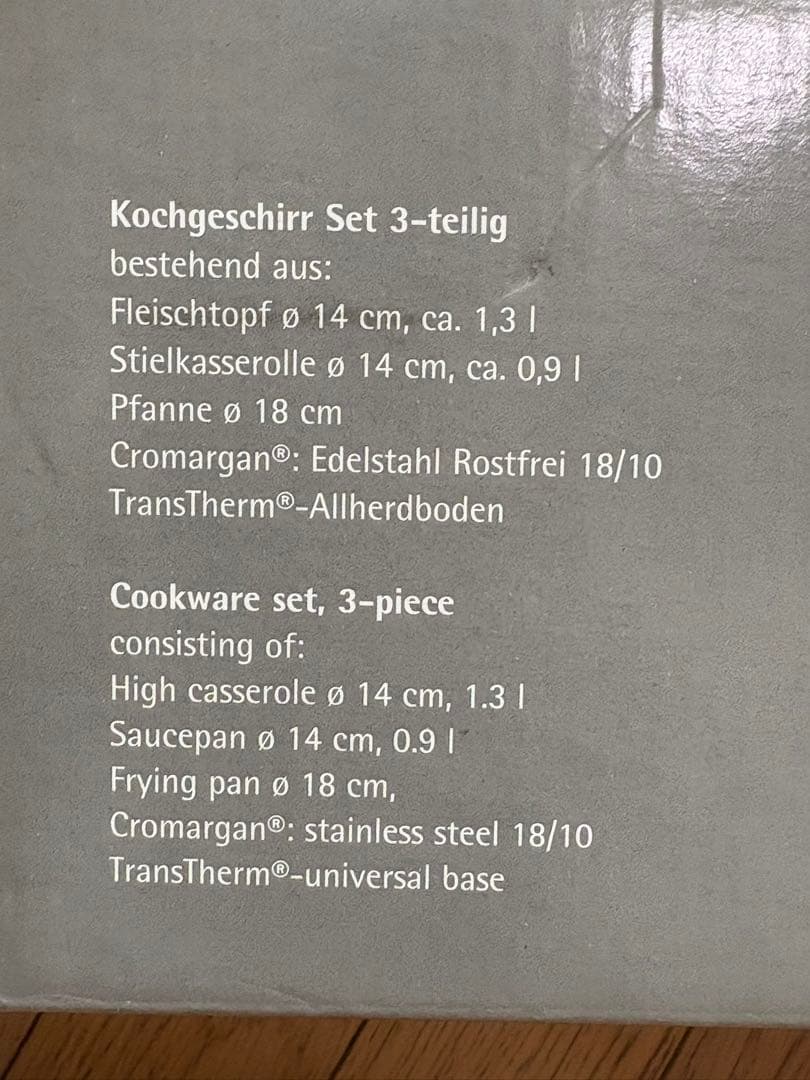 Kochgeschirr Set 3-teilig
bestehend aus:
Fleischtopf ø 14 cm, ca. 1,3 l
Stielkasserolle ø 14 cm, ca. 0,9 l
Pfanne ø 18 cm
Cromargan®: Edelstahl Rostfrei 18/10
TransTherm®-Allherdboden
Cookware set, 3-piece
consisting of:
High casserole ø 14 cm, 1.3 l
Saucepan ø 14 cm, 0.9 l
Frying pan ø 18 cm,
Cromargan®: stainless steel 18/10
TransTherm®-universal base